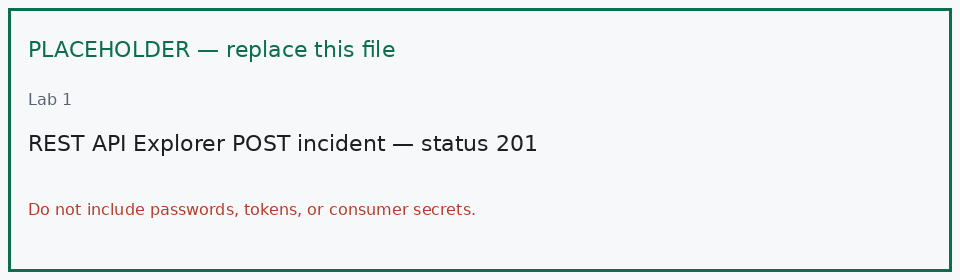 PLACEHOLDER — replace this file
Lab 1
REST API Explorer POST incident — status 201
Do not include passwords, tokens, or consumer secrets.